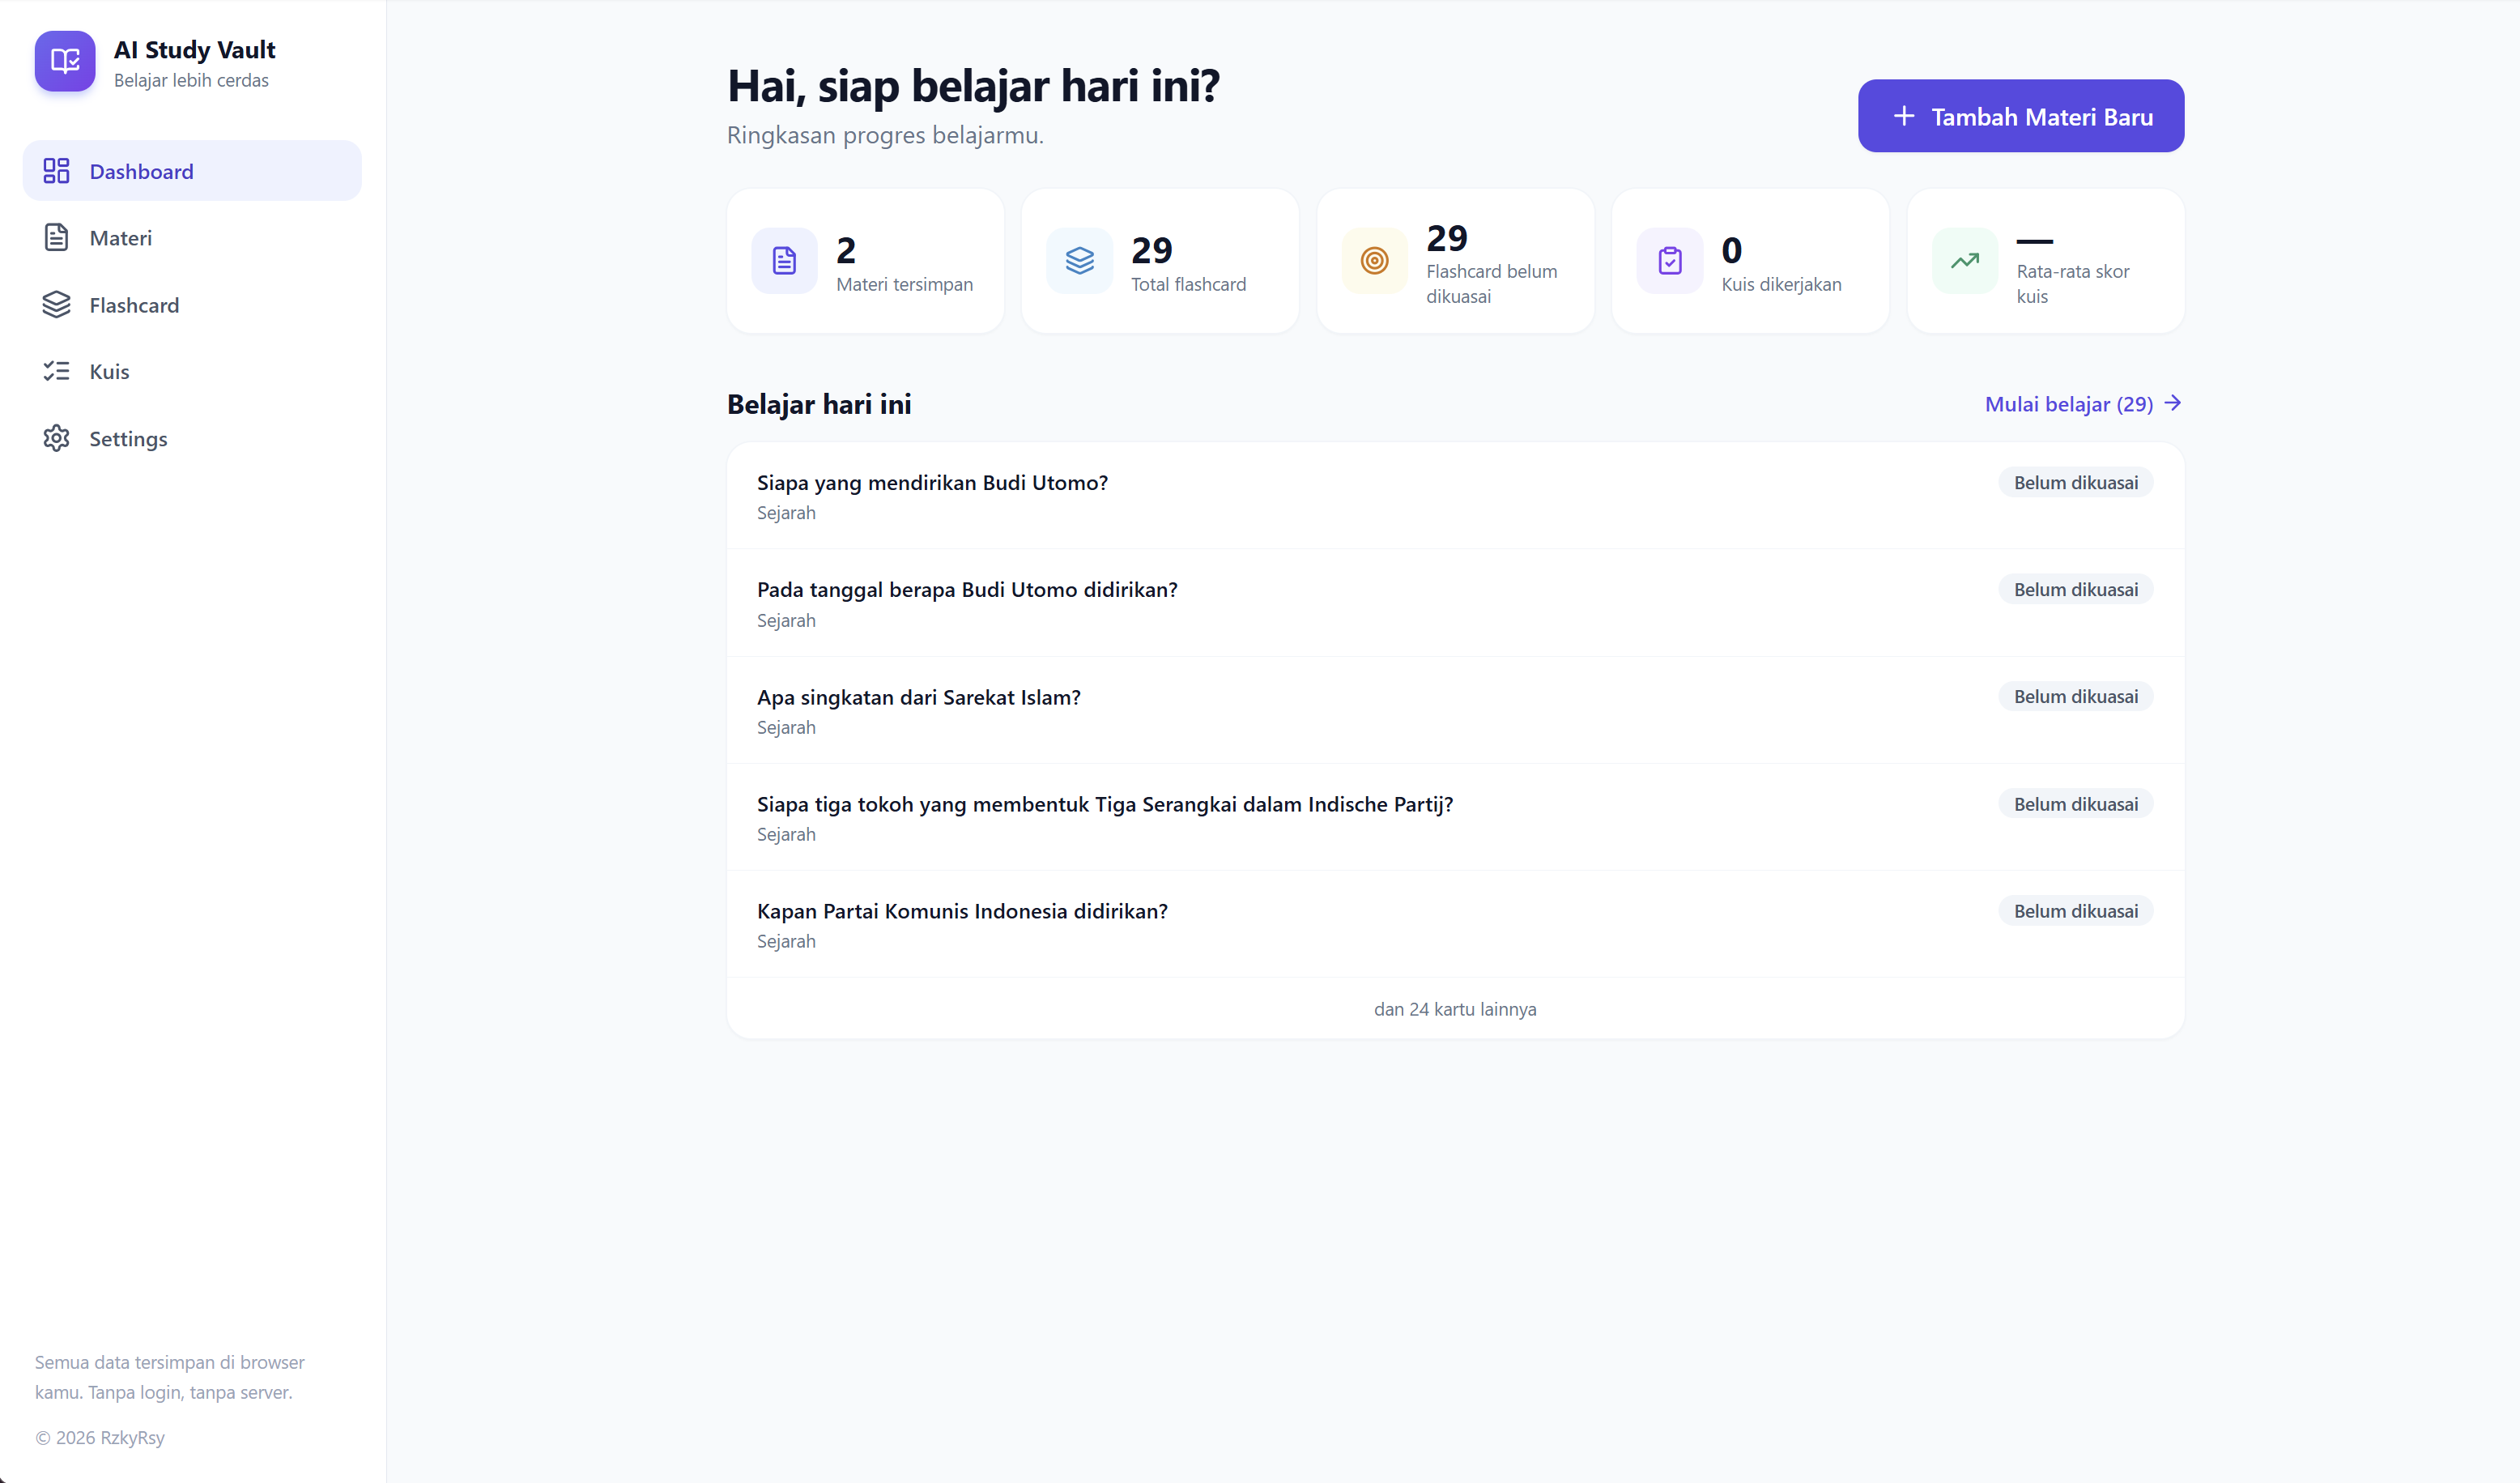 AI Study Vault
Belajar lebih cerdas
Dashboard
Materi
Flashcard
Kuis
Settings
Semua data tersimpan di browser
kamu. Tanpa login, tanpa server.
© 2026 RzkyRsy
Hai, siap belajar hari ini?
Ringkasan progres belajarmu.
Tambah Materi Baru
2
Materi tersimpan
29
Total flashcard
29
Flashcard belum
dikuasai
0
Kuis dikerjakan
—
Rata-rata skor
kuis
Belajar hari ini
Mulai belajar (29)
Siapa yang mendirikan Budi Utomo?
Belum dikuasai
Sejarah
Pada tanggal berapa Budi Utomo didirikan?
Belum dikuasai
Sejarah
Apa singkatan dari Sarekat Islam?
Belum dikuasai
Sejarah
Siapa tiga tokoh yang membentuk Tiga Serangkai dalam Indische Partij?
Belum dikuasai
Sejarah
Kapan Partai Komunis Indonesia didirikan?
Belum dikuasai
Sejarah
dan 24 kartu lainnya